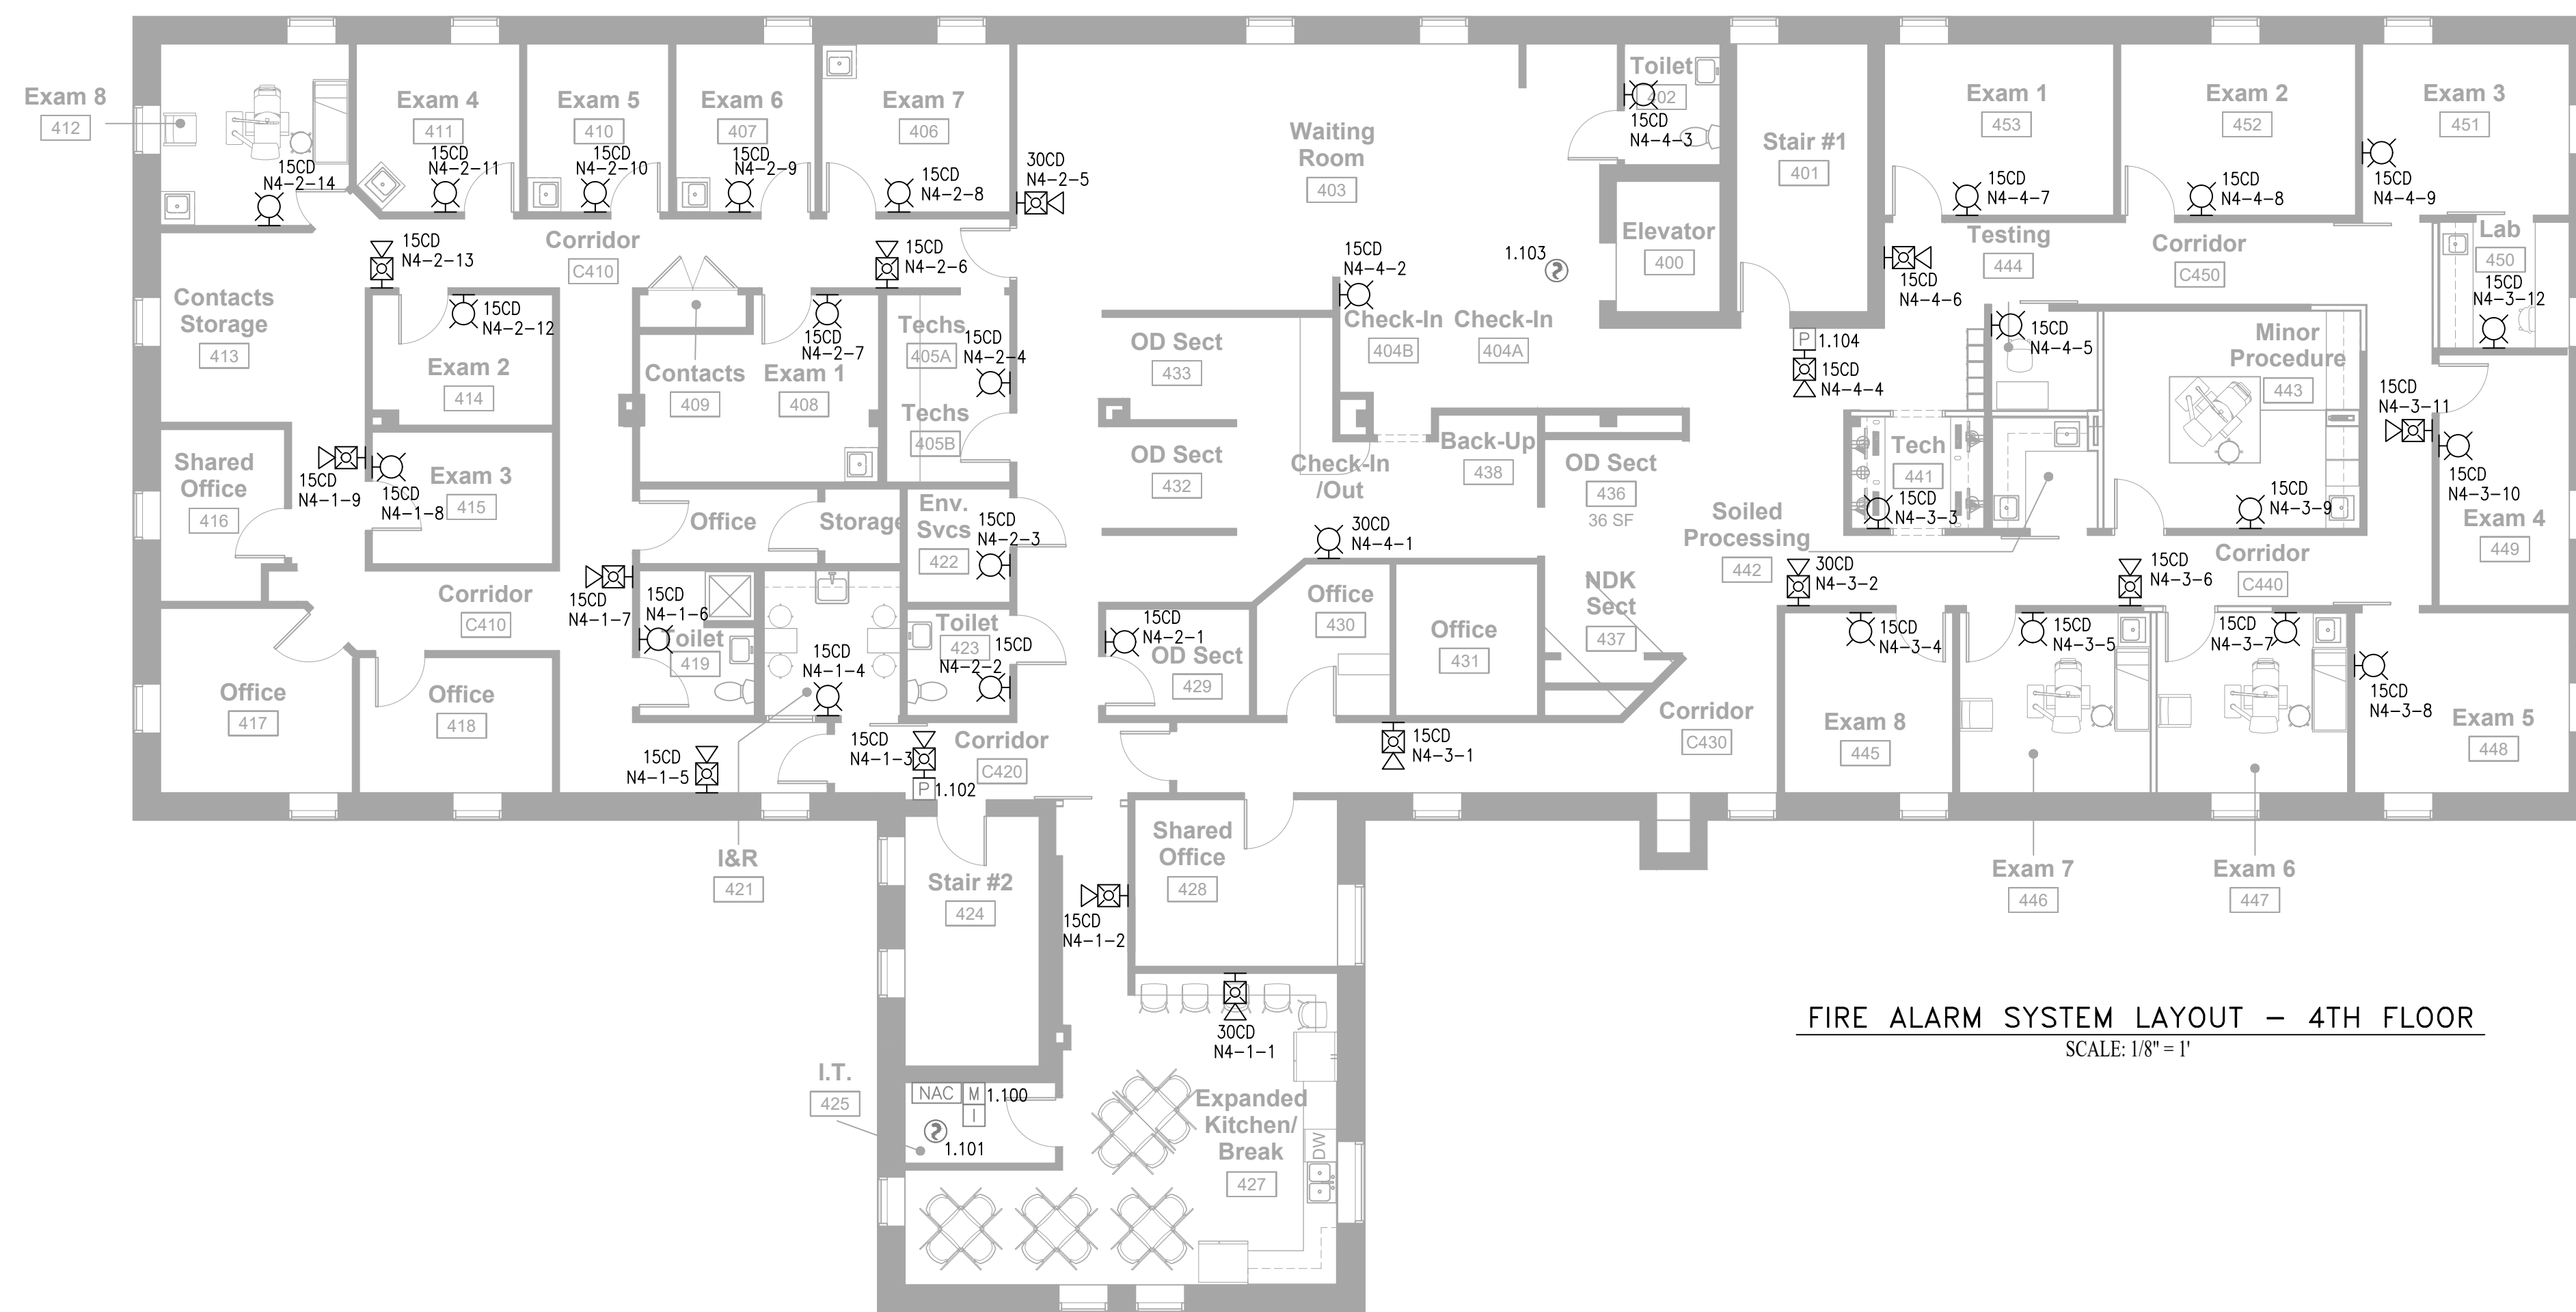 Exam 8
412
15CD
N4-2-14
Exam 4
411
15CD
N4-2-11
Exam 5
410
15CD
N4-2-10
Exam 6
407
15CD
N4-2-9
Exam 7
406
15CD
N4-2-8
30CD
N4-2-5
Waiting
Room
403
Toilet
402
15CD
N4-4-3
Stair #1
401
Exam 1
453
15CD
N4-4-7
Exam 2
452
15CD
N4-4-8
Exam 3
451
15CD
N4-4-9
15CD
N4-2-13
Corridor
C410
15CD
N4-2-6
15CD
N4-4-2
1.103
Elevator
400
15CD
N4-4-6
Testing
444
Corridor
C450
Lab
450
15CD
N4-3-12
Contacts
Storage
413
15CD
N4-2-12
Exam 2
414
Contacts
409
15CD
N4-2-7
Exam 1
408
Techs
405A
15CD
N4-2-4
Techs
405B
OD Sect
433
Check-In
404B
Check-In
404A
P
1.104
15CD
N4-4-4
15CD
N4-4-5
Minor
Procedure
443
15CD
N4-3-11
Shared
Office
416
15CD
N4-1-9
15CD
N4-1-8
Exam 3
415
Office
Storage
Env.
Svcs
422
15CD
N4-2-3
OD Sect
432
Check-In
/Out
Back-Up
438
OD Sect
436
36 SF
Soiled
Processing
442
Tech
441
15CD
N4-3-3
15CD
N4-3-9
15CD
N4-3-10
Exam 4
449
30CD
N4-4-1
Corridor
C410
15CD
N4-1-7
15CD
N4-1-6
Toilet
419
15CD
N4-1-4
Toilet
423
15CD
N4-2-2
15CD
N4-2-1
OD Sect
429
Office
430
Office
431
NDK
Sect
437
30CD
N4-3-2
15CD
N4-3-4
15CD
N4-3-5
15CD
N4-3-6
15CD
N4-3-7
Corridor
C440
15CD
N4-3-8
Office
417
Office
418
15CD
N4-1-5
15CD
N4-1-3
P
1.102
Corridor
C420
15CD
N4-3-1
Corridor
C430
Exam 8
445
Exam 5
448
I&R
421
Stair #2
424
Shared
Office
428
15CD
N4-1-2
Exam 7
446
Exam 6
447
30CD
N4-1-1
FIRE ALARM SYSTEM LAYOUT - 4TH FLOOR
SCALE: 1/8" = 1'
I.T.
425
NAC
M
1.100
I
1.101
Expanded
Kitchen/
Break
427
DW